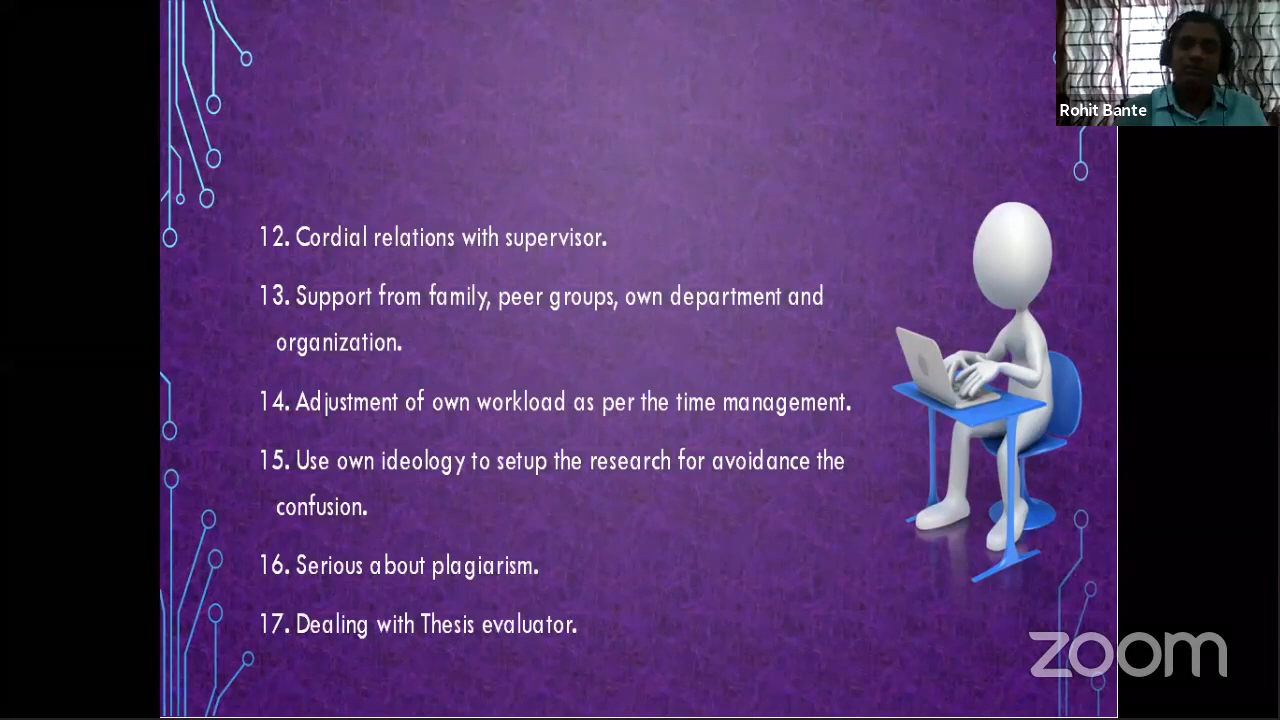 Rohit Bante
12. Cordial relations with supervisor.
13. Support from family, peer groups, own department and
organization.
14. Adjustment of own workload as per the time management.
15. Use own ideology to setup the research for avoidance the
confusion.
16. Serious about plagiarism.
17. Dealing with Thesis evaluator.
zoom